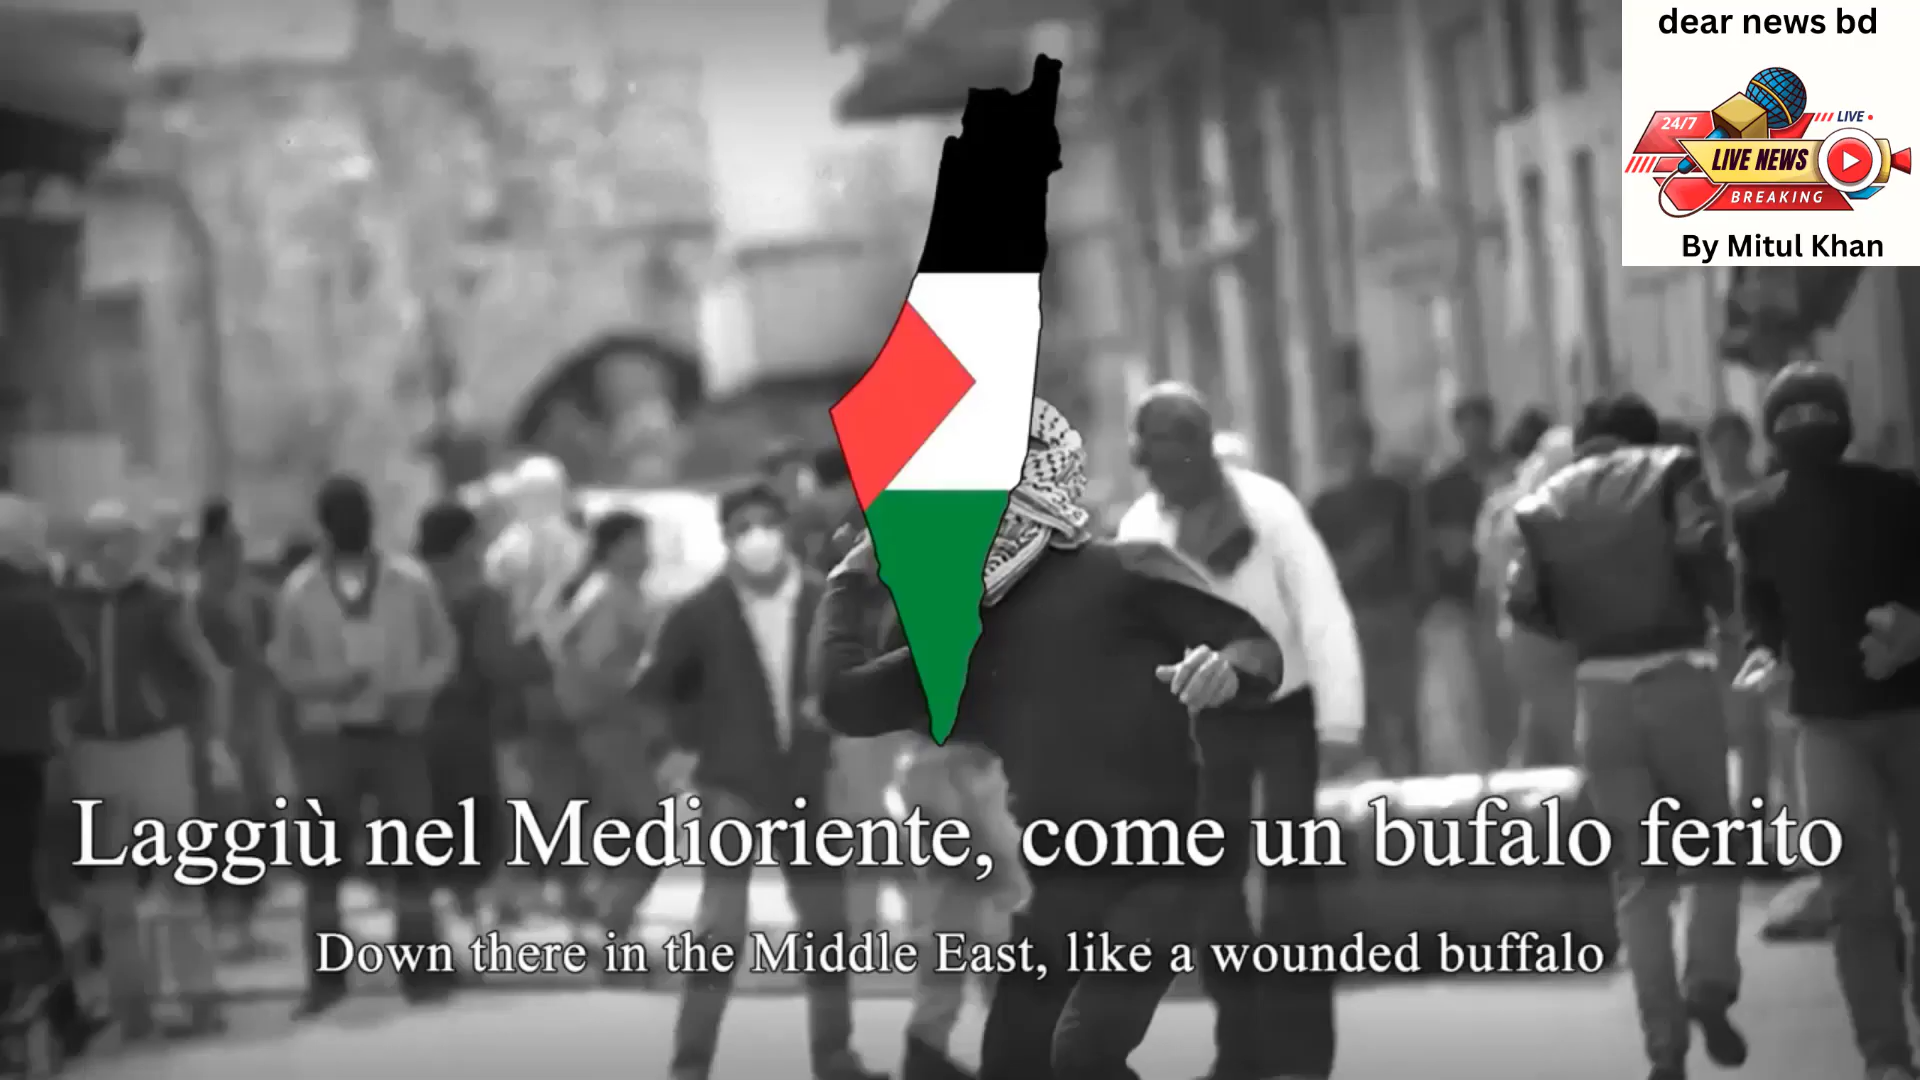 dear news bd
24/7
LIVE
LIVE NEWS
BREAKING
By Mitul Khan
Laggiù nel Medioriente, come un bufalo ferito
Down there in the Middle East, like a wounded buffalo